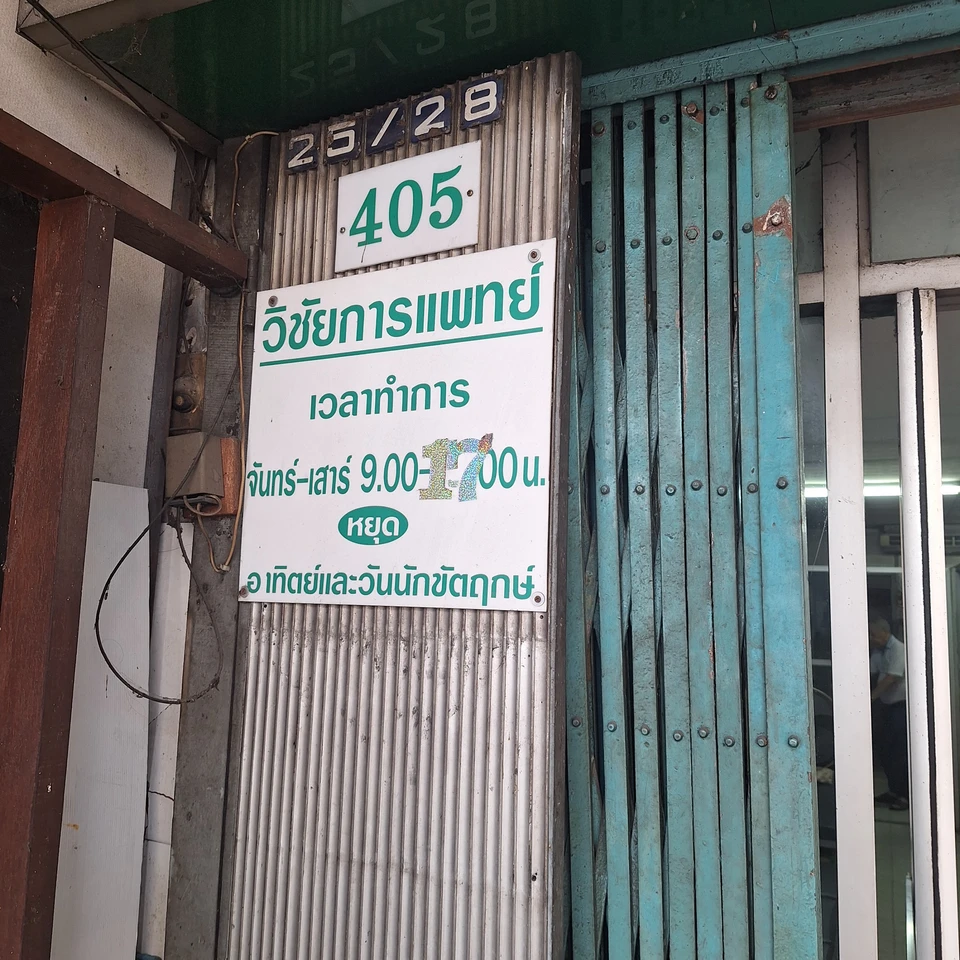 25/28
405
วิชัยการแพทย์
เวลาทำการ
จันทร์-เสาร์ 9.00-17.00 น.
หยุด
อาทิตย์และวันนักขัตฤกษ์